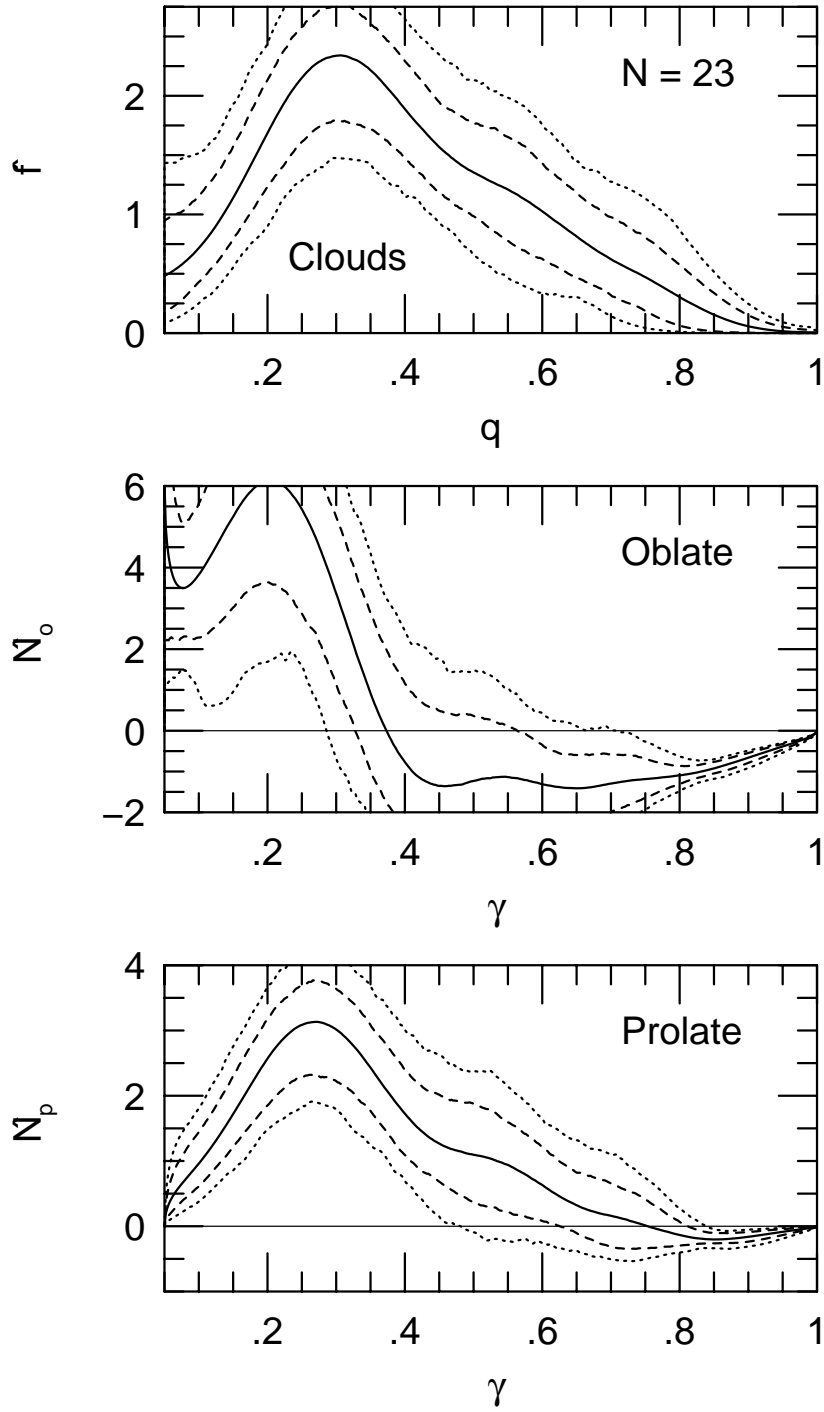 N = 23
Clouds
f̂
2
1
0
.2 .4 .6 .8 1
q
Oblate
N̂o
6
4
2
0
−2
.2 .4 .6 .8 1
γ
Prolate
N̂p
4
2
0
.2 .4 .6 .8 1
γ